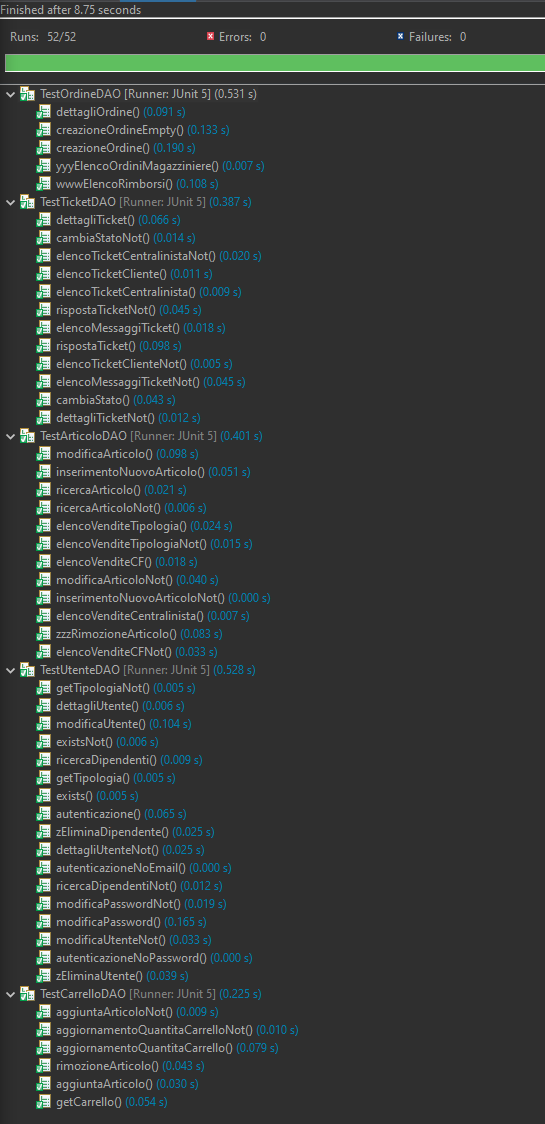 Finished after 8.75 seconds
Runs: 52/52 Errors: 0 Failures: 0
TestOrdineDAO [Runner: JUnit 5] (0.531 s)
dettagliOrdine() (0.091 s)
creazioneOrdineEmpty() (0.133 s)
creazioneOrdine() (0.190 s)
yyyElencoOrdiniMagazziniere() (0.007 s)
wwwElencoRimborsi() (0.108 s)
TestTicketDAO [Runner: JUnit 5] (0.387 s)
dettagliTicket() (0.066 s)
cambiaStatoNot() (0.014 s)
elencoTicketCentralinistaNot() (0.020 s)
elencoTicketCliente() (0.011 s)
elencoTicketCentralinista() (0.009 s)
rispostaTicketNot() (0.045 s)
elencoMessaggiTicket() (0.018 s)
rispostaTicket() (0.098 s)
elencoTicketClienteNot() (0.005 s)
elencoMessaggiTicketNot() (0.045 s)
cambiaStato() (0.043 s)
dettagliTicketNot() (0.012 s)
TestArticoloDAO [Runner: JUnit 5] (0.401 s)
modificaArticolo() (0.098 s)
inserimentoNuovoArticolo() (0.051 s)
ricercaArticolo() (0.021 s)
ricercaArticoloNot() (0.006 s)
elencoVenditeTipologia() (0.024 s)
elencoVenditeTipologiaNot() (0.015 s)
elencoVenditeCF() (0.018 s)
modificaArticoloNot() (0.040 s)
inserimentoNuovoArticoloNot() (0.000 s)
elencoVenditeCentralinista() (0.007 s)
zzzRimozioneArticolo() (0.083 s)
elencoVenditeCFNot() (0.033 s)
TestUtenteDAO [Runner: JUnit 5] (0.528 s)
getTipologiaNot() (0.005 s)
dettagliUtente() (0.006 s)
modificaUtente() (0.104 s)
existsNot() (0.006 s)
ricercaDipendenti() (0.009 s)
getTipologia() (0.005 s)
exists() (0.005 s)
autenticazione() (0.065 s)
zEliminaDipendente() (0.025 s)
dettagliUtenteNot() (0.025 s)
autenticazioneNoEmail() (0.000 s)
ricercaDipendentiNot() (0.012 s)
modificaPasswordNot() (0.019 s)
modificaPassword() (0.165 s)
modificaUtenteNot() (0.033 s)
autenticazioneNoPassword() (0.000 s)
zEliminaUtente() (0.039 s)
TestCarrelloDAO [Runner: JUnit 5] (0.225 s)
aggiuntaArticoloNot() (0.009 s)
aggiornamentoQuantitaCarrelloNot() (0.010 s)
aggiornamentoQuantitaCarrello() (0.079 s)
rimozioneArticolo() (0.043 s)
aggiuntaArticolo() (0.030 s)
getCarrello() (0.054 s)